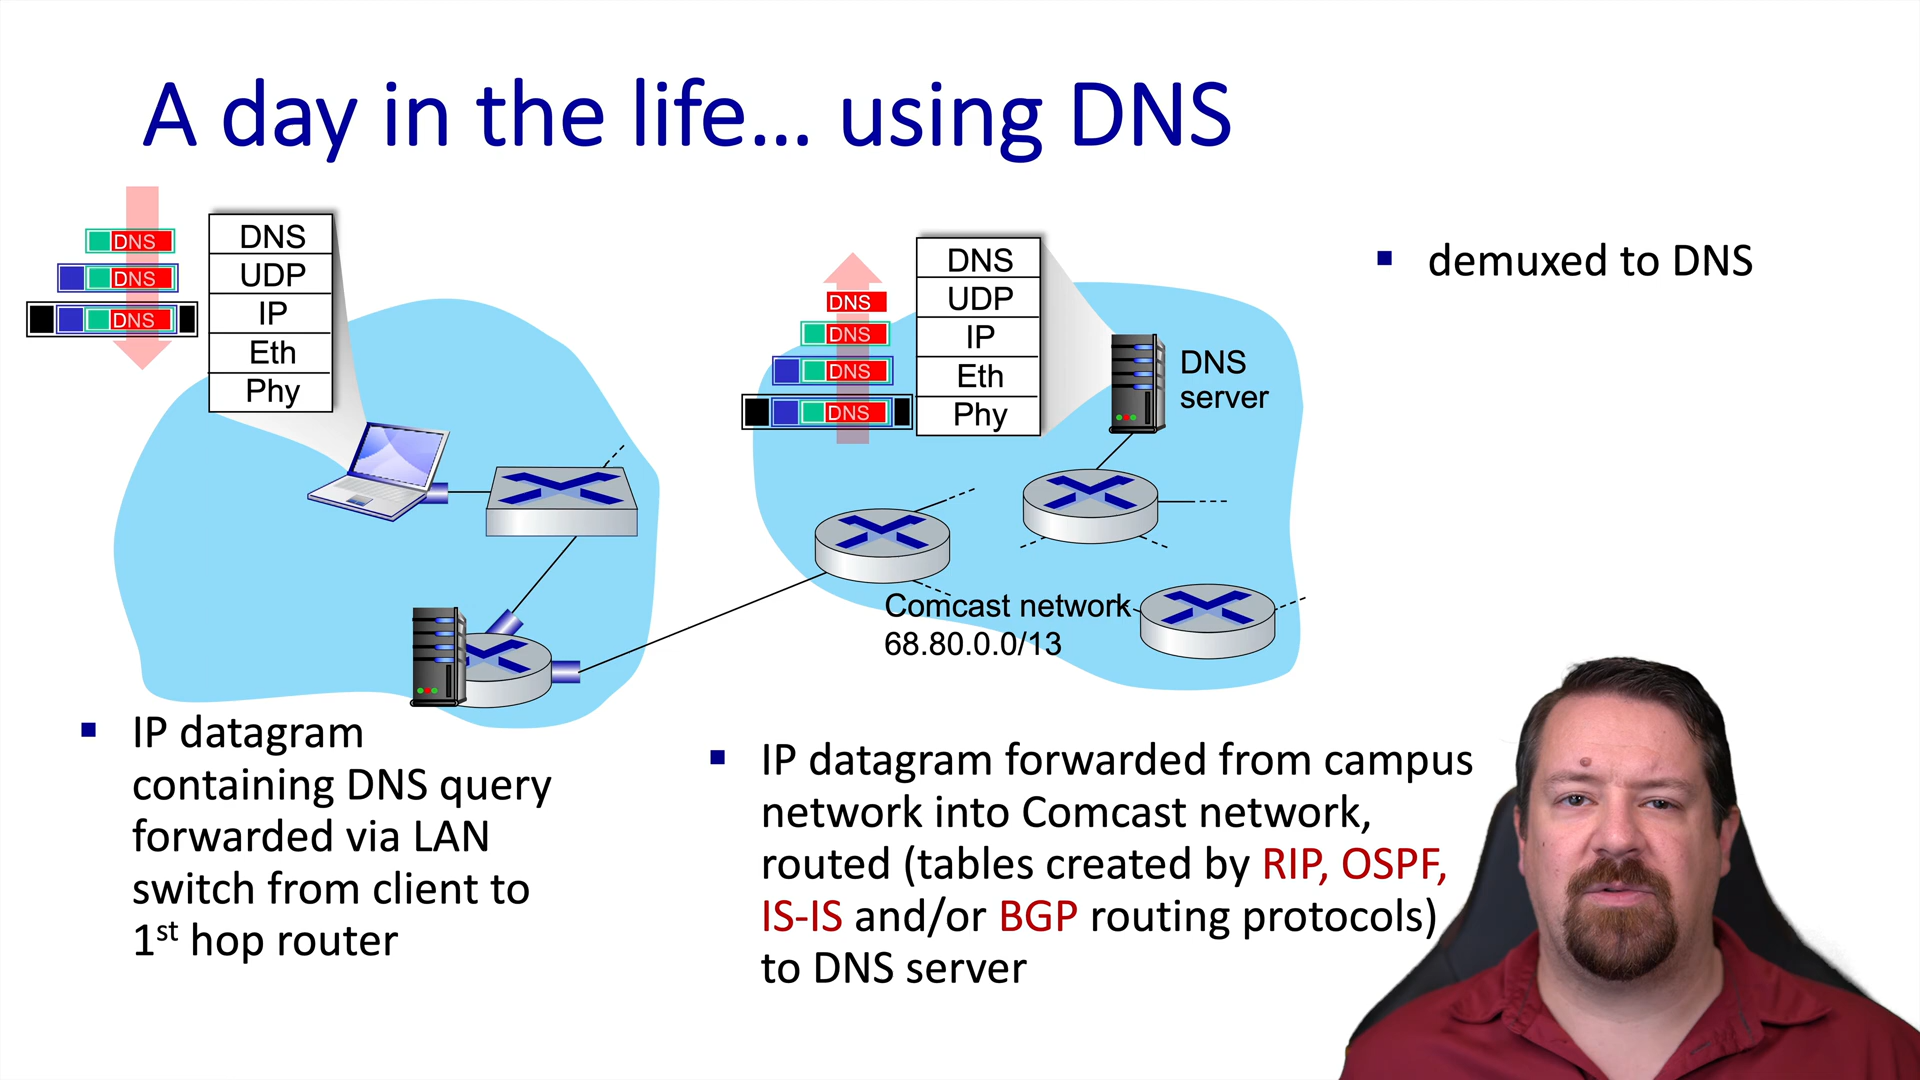 A day in the life... using DNS
DNS
DNS
DNS
DNS
UDP
IP
Eth
Phy
DNS
DNS
DNS
DNS
DNS
UDP
IP
Eth
Phy
DNS
server
Comcast network
68.80.0.0/13
▪ demuxed to DNS
▪ IP datagram
containing DNS query
forwarded via LAN
switch from client to
1st hop router
▪ IP datagram forwarded from campus
network into Comcast network,
routed (tables created by RIP, OSPF,
IS-IS and/or BGP routing protocols)
to DNS server